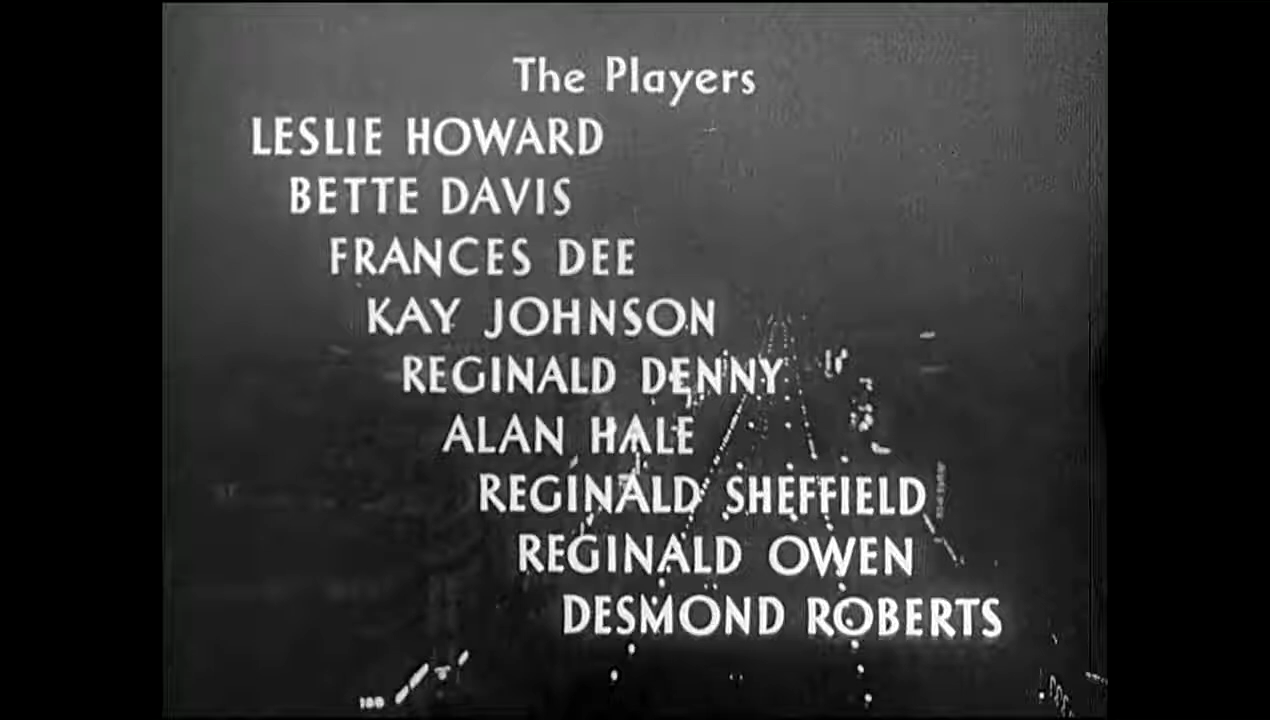 The Players
LESLIE HOWARD
BETTE DAVIS
FRANCES DEE
KAY JOHNSON
REGINALD DENNY
ALAN HALE
REGINALD SHEFFIELD
REGINALD OWEN
DESMOND ROBERTS